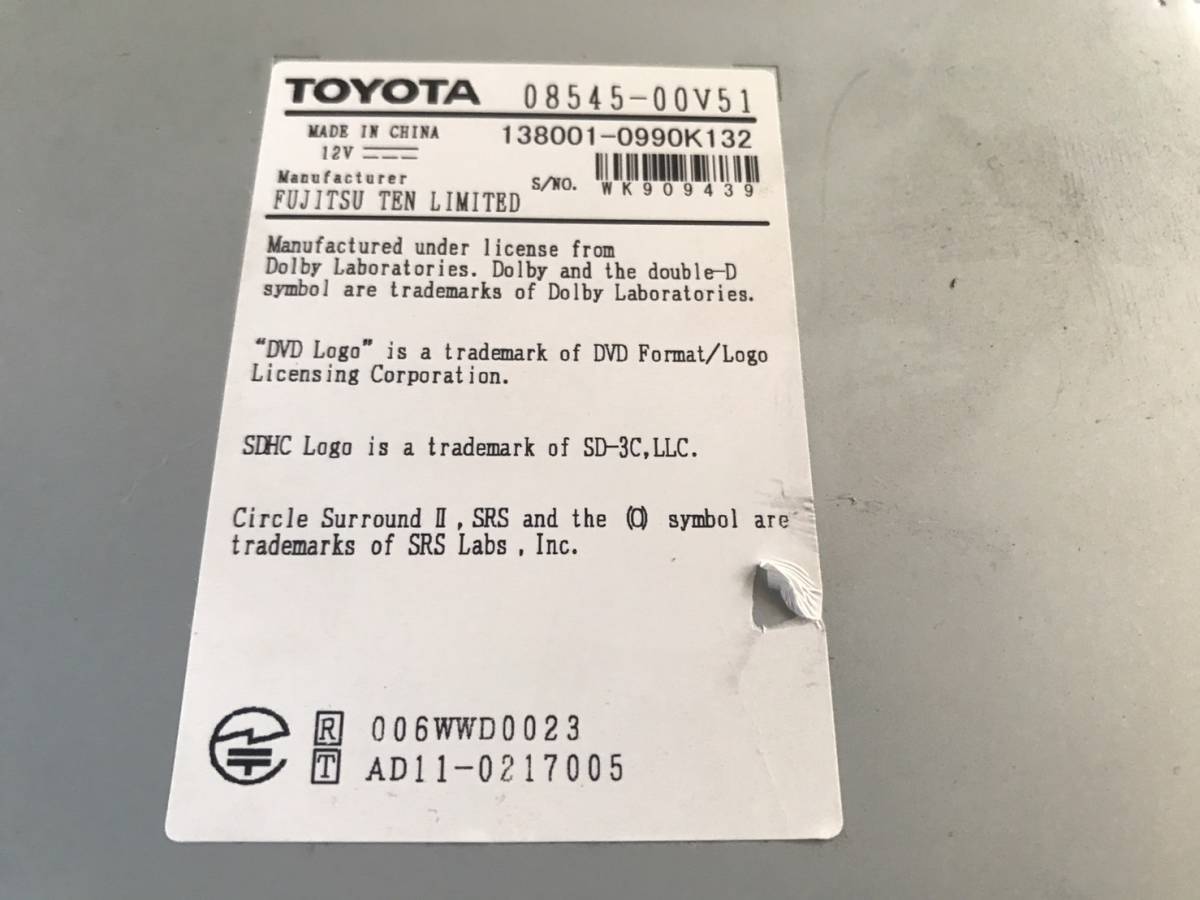 TOYOTA 08545-00V51
MADE IN CHINA 138001-0990K132
12V
Manufacturer S/NO. WK909439
FUJITSU TEN LIMITED
Manufactured under license from
Dolby Laboratories. Dolby and the double-D
symbol are trademarks of Dolby Laboratories.
“DVD Logo” is a trademark of DVD Format/Logo
Licensing Corporation.
SDHC Logo is a trademark of SD-3C,LLC.
Circle Surround Ⅱ, SRS and the (O) symbol are
trademarks of SRS Labs , Inc.
R 006WWD0023
T AD11-0217005